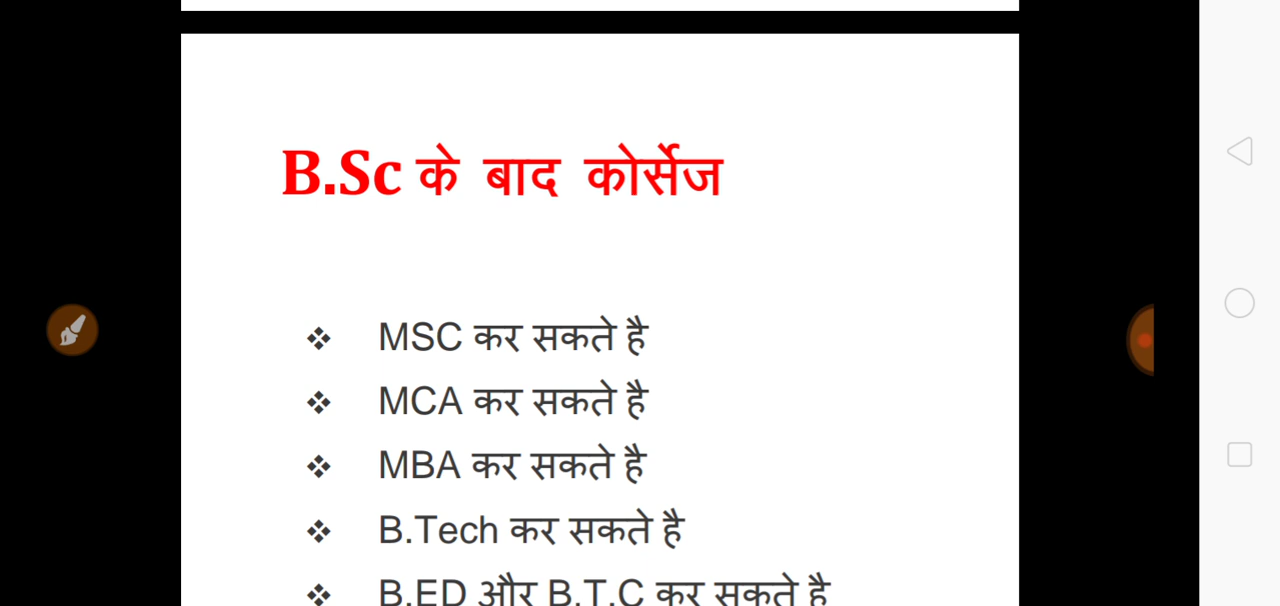 B.Sc के बाद कोर्सेज
❖ MSC कर सकते है
❖ MCA कर सकते है
❖ MBA कर सकते है
❖ B.Tech कर सकते है
❖ B.ED और B.T.C कर सकते है